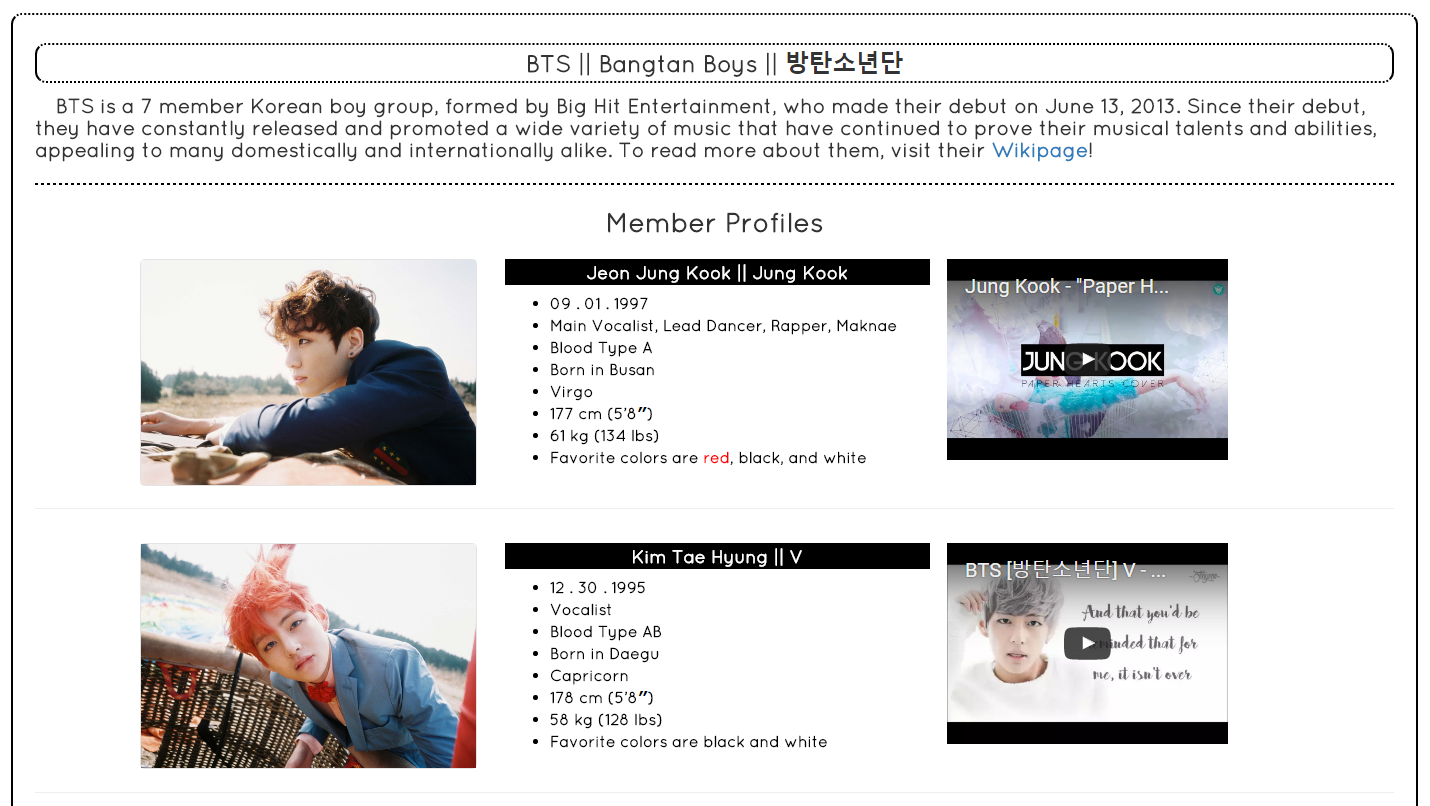 BTS || Bangtan Boys || 방탄소년단
BTS is a 7 member Korean boy group, formed by Big Hit Entertainment, who made their debut on June 13, 2013. Since their debut,
they have constantly released and promoted a wide variety of music that have continued to prove their musical talents and abilities,
appealing to many domestically and internationally alike. To read more about them, visit their Wikipage!
Member Profiles
Jeon Jung Kook || Jung Kook
• 09 . 01 . 1997
• Main Vocalist, Lead Dancer, Rapper, Maknae
• Blood Type A
• Born in Busan
• Virgo
• 177 cm (5'8″)
• 61 kg (134 lbs)
• Favorite colors are red, black, and white
Jung Kook - "Paper H...
JUNG KOOK
PAPER HEARTS COVER
Kim Tae Hyung || V
• 12 . 30 . 1995
• Vocalist
• Blood Type AB
• Born in Daegu
• Capricorn
• 178 cm (5'8″)
• 58 kg (128 lbs)
• Favorite colors are black and white
BTS [방탄소년단] V - ...
And that you'd be
reminded that for
me, it isn't over